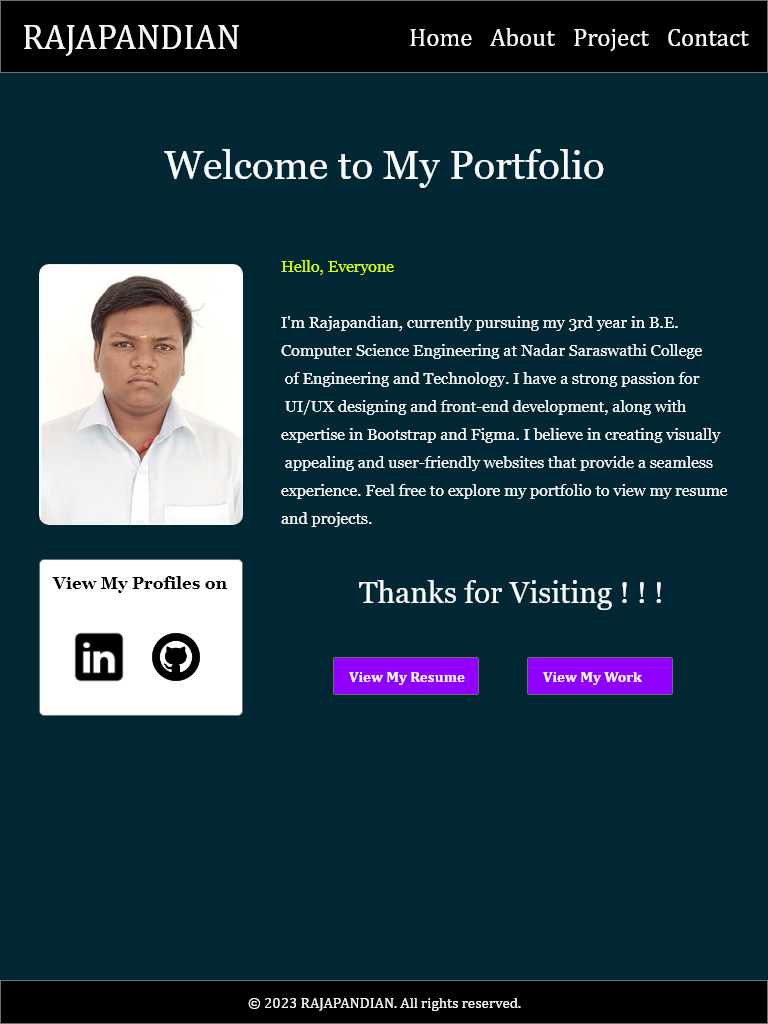 RAJAPANDIAN
Home About Project Contact
Welcome to My Portfolio
Hello, Everyone
I'm Rajapandian, currently pursuing my 3rd year in B.E.
Computer Science Engineering at Nadar Saraswathi College
of Engineering and Technology. I have a strong passion for
UI/UX designing and front-end development, along with
expertise in Bootstrap and Figma. I believe in creating visually
appealing and user-friendly websites that provide a seamless
experience. Feel free to explore my portfolio to view my resume
and projects.
View My Profiles on
in
Thanks for Visiting ! ! !
View My Resume
View My Work
© 2023 RAJAPANDIAN. All rights reserved.